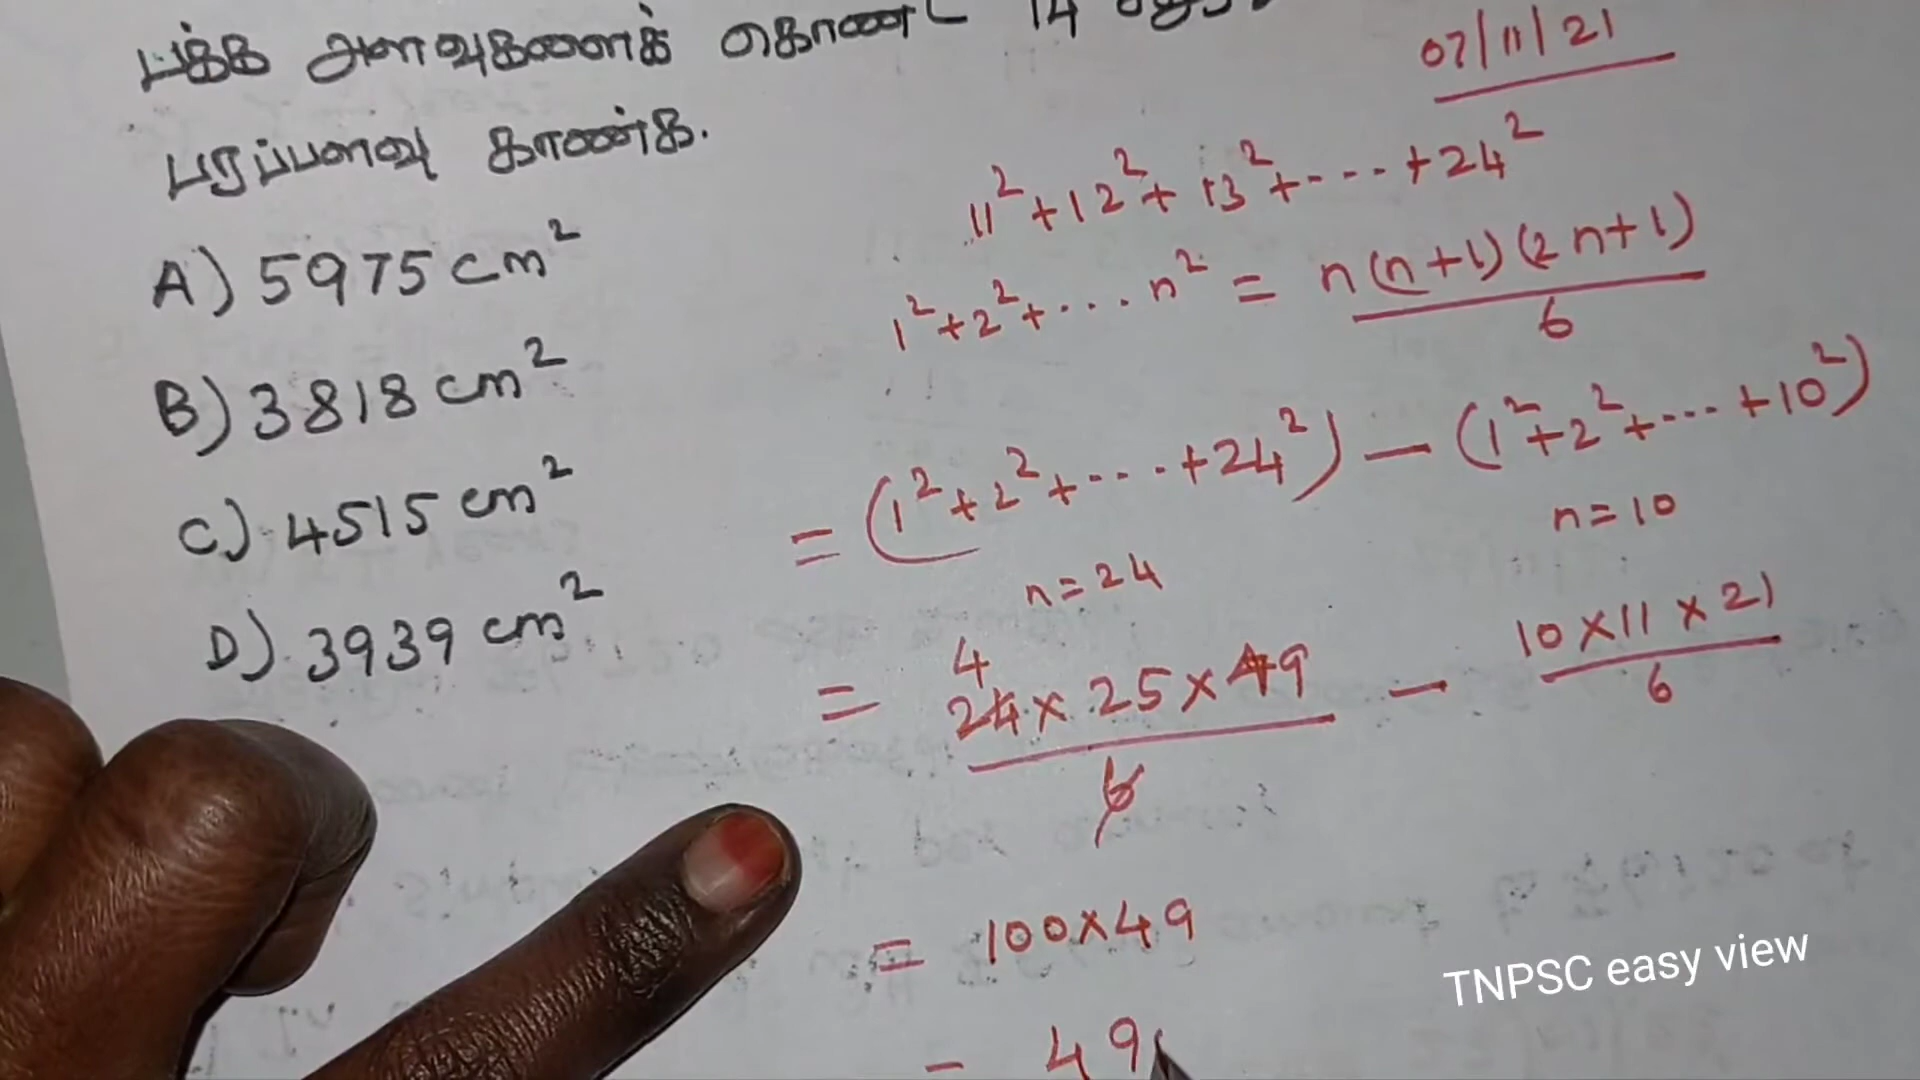 பக்க அளவுகளைக் கொண்ட 14
பரப்பளவு காண்க.
A) 5975 cm²
B) 3818 cm²
C) 4515 cm²
D) 3939 cm²
07/11/21
11² + 12² + 13² + --- + 24²
1² + 2² + ... n² = n(n+1)(2n+1)
6
= (1² + 2² + --- + 24²) - (1² + 2² + --- + 10²)
n = 24
n = 10
4
= 24 x 25 x 49 - 10 x 11 x 21
6 6
= 100 x 49
TNPSC easy view
= 49